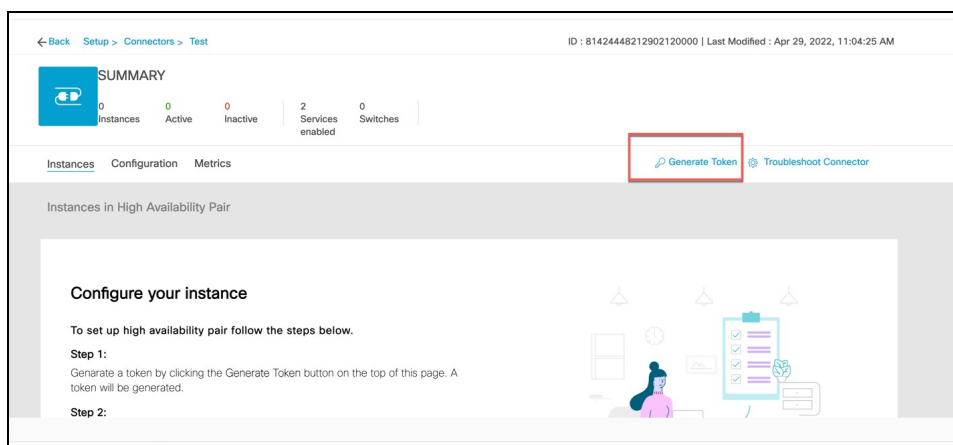 Back Setup > Connectors > Test
ID : 81424448212902120000 | Last Modified : Apr 29, 2022, 11:04:25 AM
SUMMARY
0 0 0 2 0
Instances Active Inactive Services enabled Switches
Instances Configuration Metrics
Generate Token Troubleshoot Connector
Instances in High Availability Pair
Configure your instance
To set up high availability pair follow the steps below.
Step 1:
Genarate a token by clicking the Generate Token button on the top of this page. A
token will be generated.
Step 2: